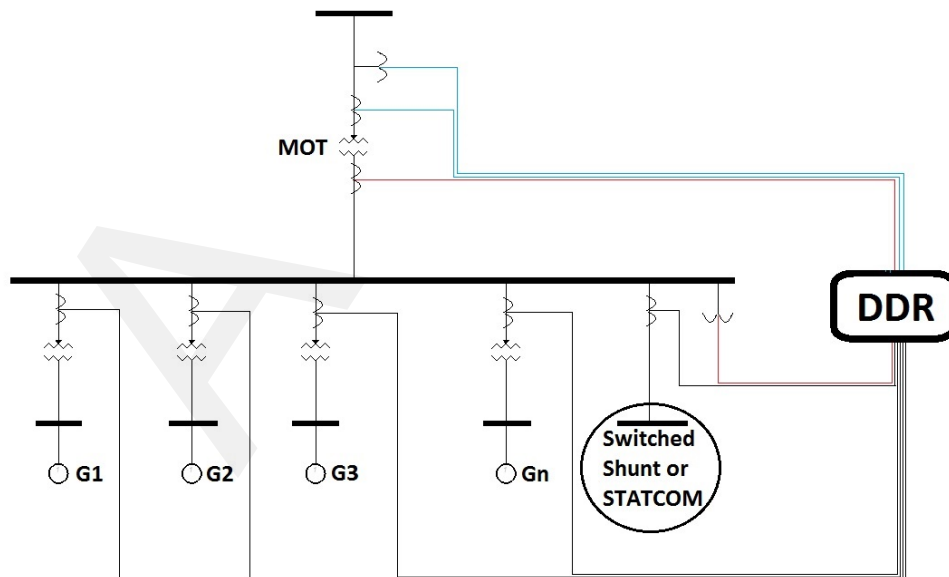 MOT
DDR
G1
G2
G3
Gn
Switched
Shunt or
STATCOM